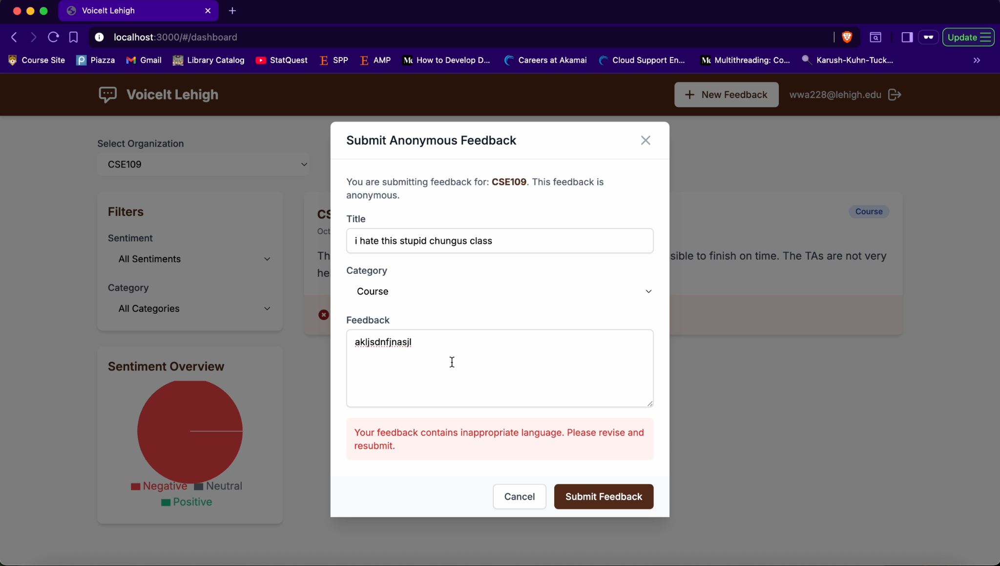 VoiceIt Lehigh
localhost:3000/#/dashboard
Update
Course Site
Piazza
Gmail
Library Catalog
StatQuest
SPP
AMP
How to Develop D...
Careers at Akamai
Cloud Support En...
Multithreading: Co...
Karush-Kuhn-Tuck...
VoiceIt Lehigh
New Feedback
wwa228@lehigh.edu
Select Organization
CSE109
Filters
Sentiment
All Sentiments
Category
All Categories
Sentiment Overview
Negative Neutral
Positive
CS
Oct
Course
Th
sible to finish on time. The TAs are not very
he
Submit Anonymous Feedback
You are submitting feedback for: CSE109. This feedback is
anonymous.
Title
i hate this stupid chungus class
Category
Course
Feedback
akljsdnfjnasjl
Your feedback contains inappropriate language. Please revise and
resubmit.
Cancel
Submit Feedback